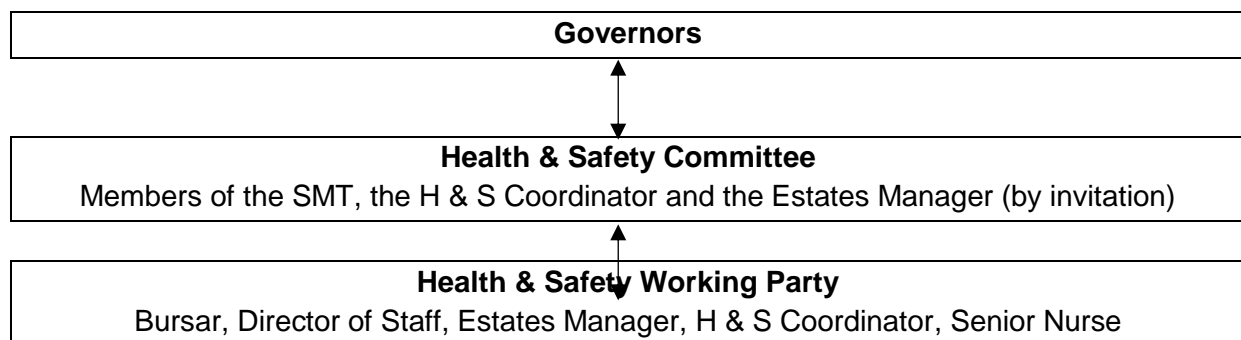 Governors
Health & Safety Committee
Members of the SMT, the H & S Coordinator and the Estates Manager (by invitation)
Health & Safety Working Party
Bursar, Director of Staff, Estates Manager, H & S Coordinator, Senior Nurse